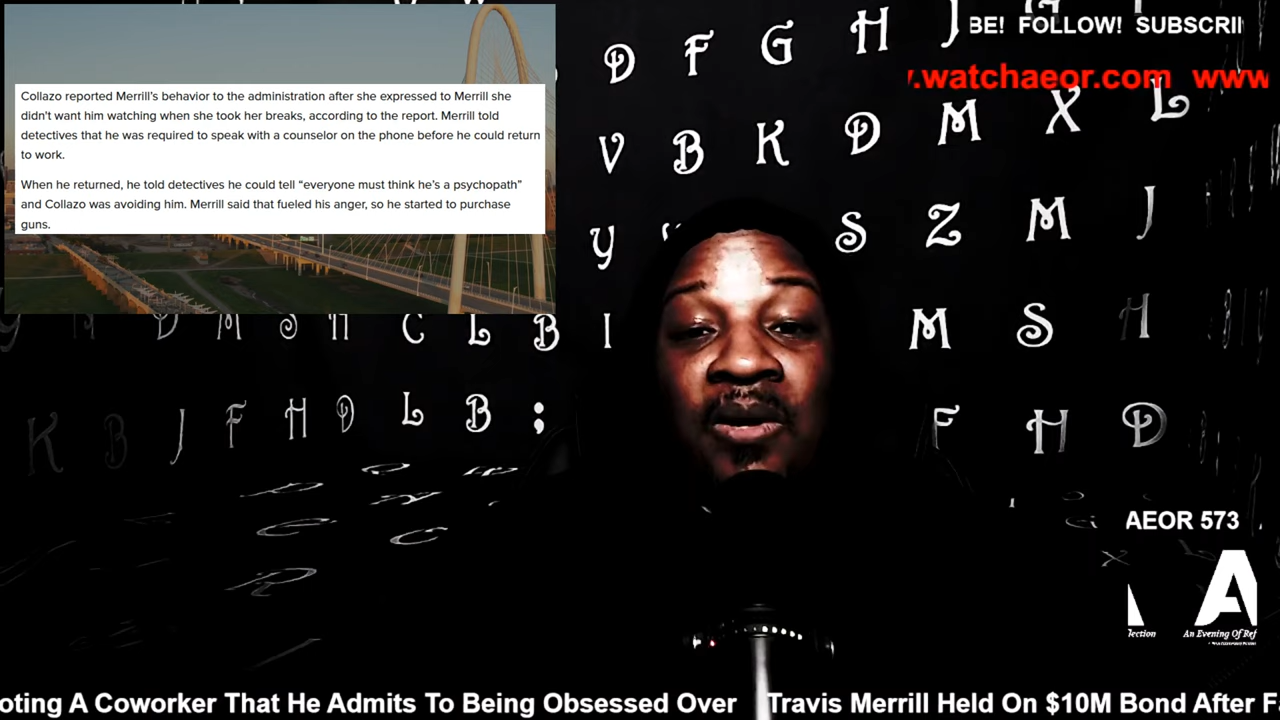 Collazo reported Merrill's behavior to the administration after she expressed to Merrill she
didn't want him watching when she took her breaks, according to the report. Merrill told
detectives that he was required to speak with a counselor on the phone before he could return
to work.
When he returned, he told detectives he could tell “everyone must think he's a psychopath”
and Collazo was avoiding him. Merrill said that fueled his anger, so he started to purchase
guns.
BE! FOLLOW! SUBSCRI
.watchaeor.com www
D F G H J
V B K D M X L
Y S Z M J
D M S H C L B I M S H
K B J F H D L B ; F H D
AEOR 573
lection
A
An Evening Of Ref
oting A Coworker That He Admits To Being Obsessed Over Travis Merrill Held On $10M Bond After F